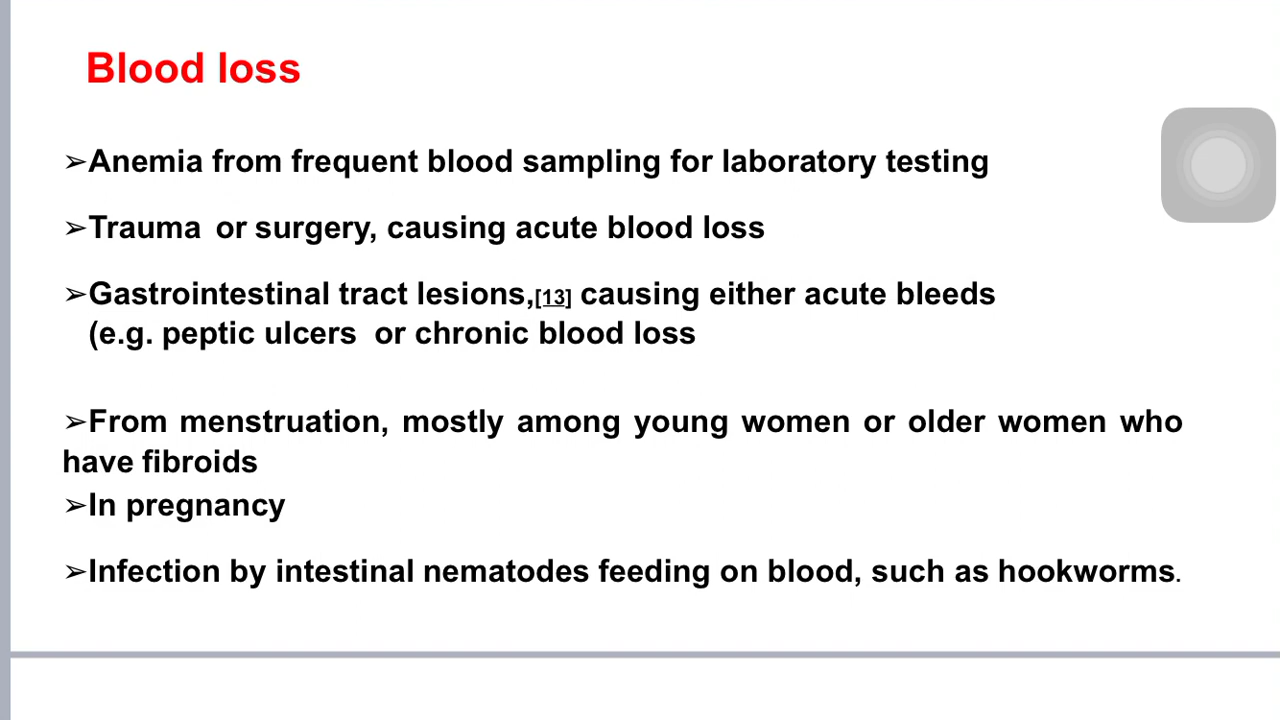 Blood loss
➢Anemia from frequent blood sampling for laboratory testing
➢Trauma or surgery, causing acute blood loss
➢Gastrointestinal tract lesions,[13] causing either acute bleeds
(e.g. peptic ulcers or chronic blood loss
➢From menstruation, mostly among young women or older women who
have fibroids
➢In pregnancy
➢Infection by intestinal nematodes feeding on blood, such as hookworms.